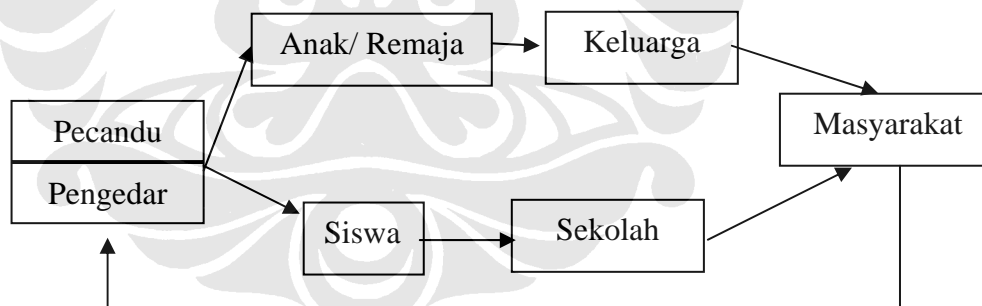 Anak/ Remaja
Keluarga
Pecandu
Masyarakat
Pengedar
Siswa
Sekolah